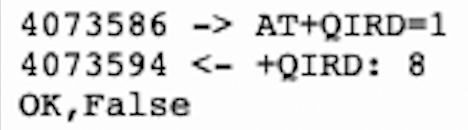 4073586 -> AT+QIRD=1
4073594 <- +QIRD: 8
OK,False